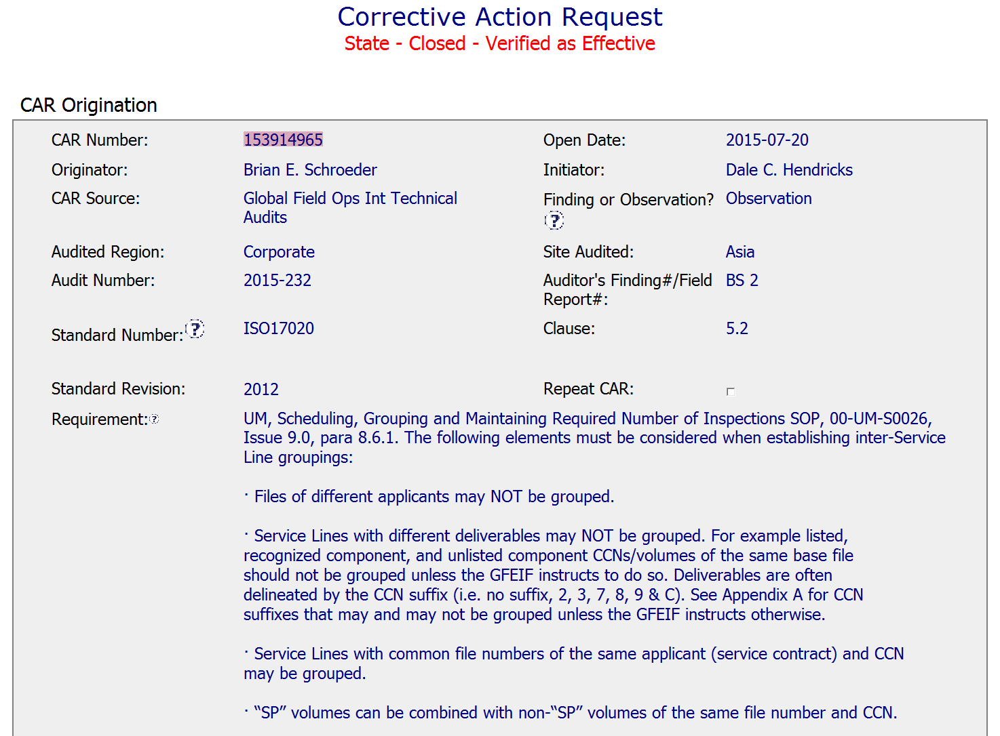 Corrective Action Request
State - Closed - Verified as Effective
CAR Origination
CAR Number: 153914965 Open Date: 2015-07-20
Originator: Brian E. Schroeder Initiator: Dale C. Hendricks
CAR Source: Global Field Ops Int Technical Audits Finding or Observation? Observation
Audited Region: Corporate Site Audited: Asia
Audit Number: 2015-232 Auditor's Finding#/Field Report#: BS 2
Standard Number: ISO17020 Clause: 5.2
Standard Revision: 2012 Repeat CAR:
Requirement: UM, Scheduling, Grouping and Maintaining Required Number of Inspections SOP, 00-UM-S0026,
Issue 9.0, para 8.6.1. The following elements must be considered when establishing inter-Service
Line groupings:
· Files of different applicants may NOT be grouped.
· Service Lines with different deliverables may NOT be grouped. For example listed,
recognized component, and unlisted component CCNs/volumes of the same base file
should not be grouped unless the GFEIF instructs to do so. Deliverables are often
delineated by the CCN suffix (i.e. no suffix, 2, 3, 7, 8, 9 & C). See Appendix A for CCN
suffixes that may and may not be grouped unless the GFEIF instructs otherwise.
· Service Lines with common file numbers of the same applicant (service contract) and CCN
may be grouped.
· “SP” volumes can be combined with non-“SP” volumes of the same file number and CCN.